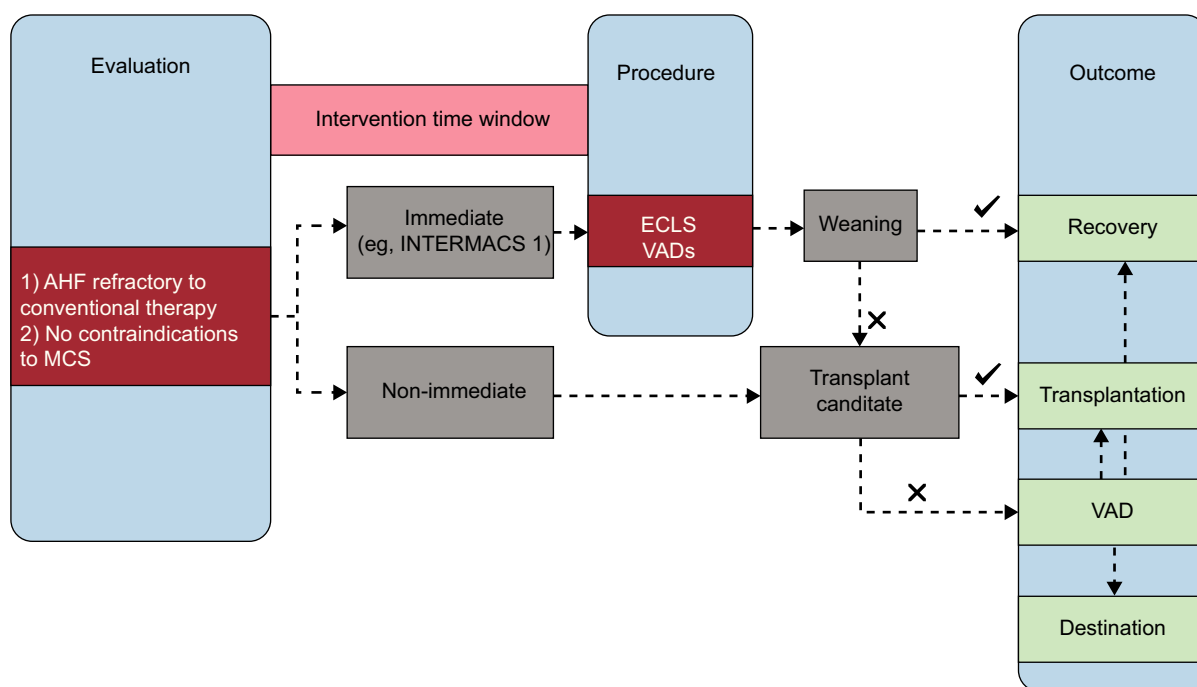 Evaluation
Procedure
Outcome
Intervention time window
Immediate
(eg, INTERMACS 1)
ECLS
VADs
Weaning
Recovery
1) AHF refractory to
conventional therapy
2) No contraindications
to MCS
Non-immediate
Transplant
canditate
Transplantation
VAD
Destination